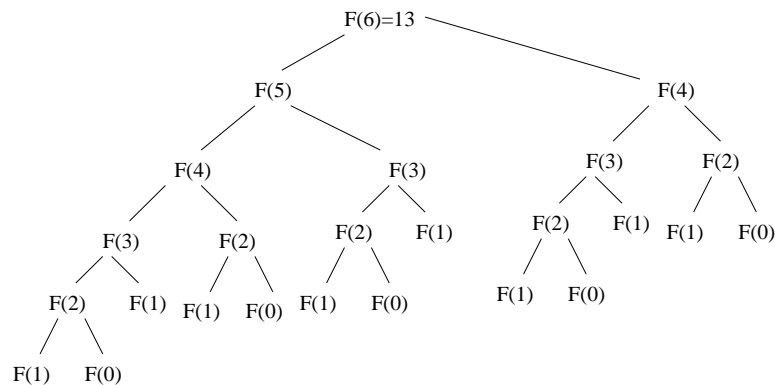 F(6)=13
F(5) F(4)
F(4) F(3) F(3) F(2)
F(3) F(2) F(2) F(1) F(2) F(1) F(1) F(0)
F(2) F(1) F(1) F(0) F(1) F(0) F(1) F(0)
F(1) F(0)